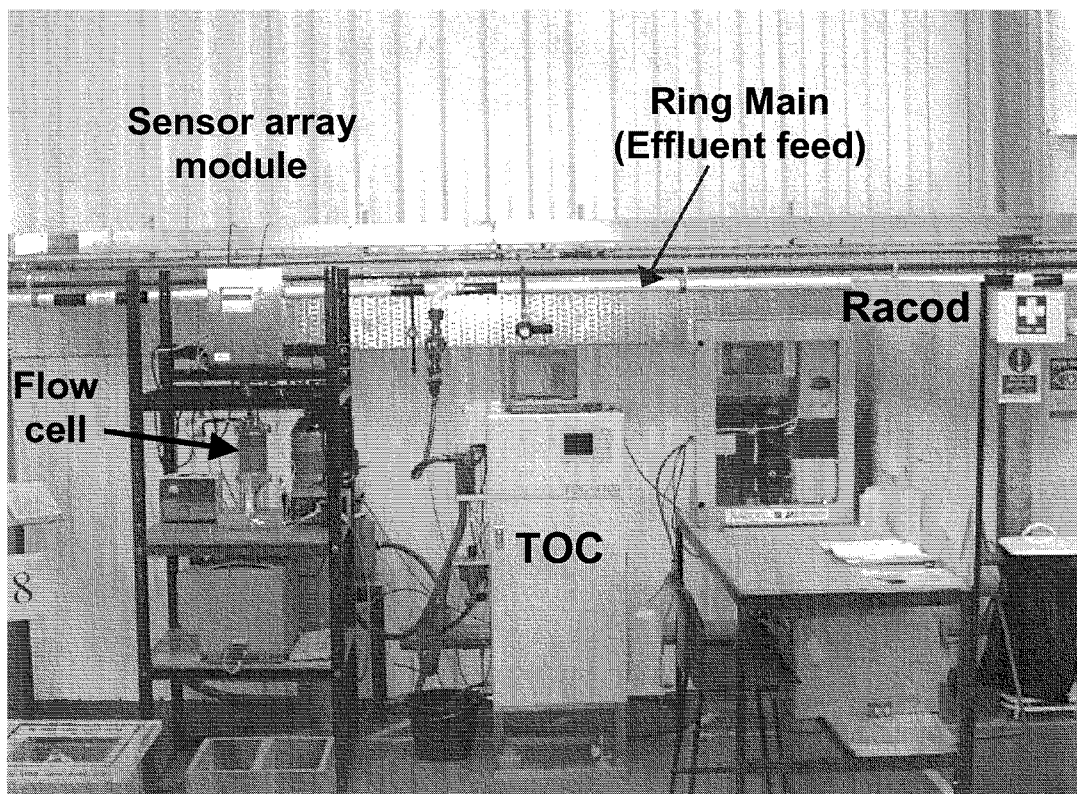 Sensor array
module
Ring Main
(Effluent feed)
Racod
Flow
cell
TOC
8